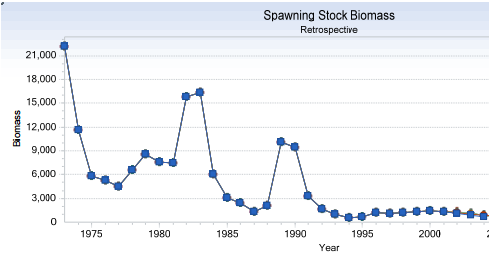 Spawning Stock Biomass
Retrospective
21,000
18,000
15,000
12,000
9,000
6,000
3,000
0
Biomass
1975 1980 1985 1990 1995 2000
Year